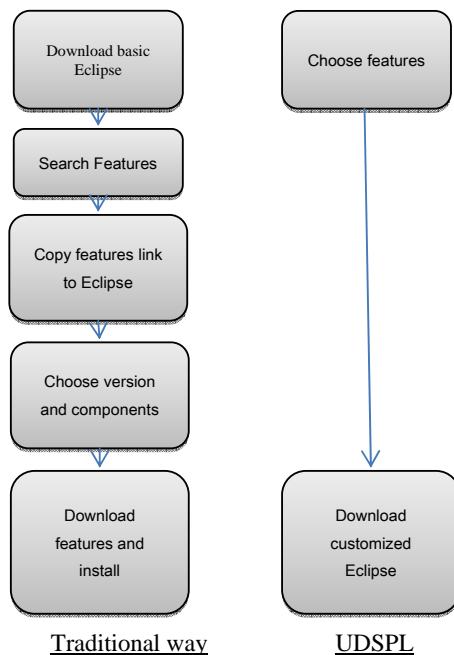 Download basic
Eclipse
Search Features
Copy features link
to Eclipse
Choose version
and components
Download
features and
install
Traditional way
Choose features
Download
customized
Eclipse
UDSPL